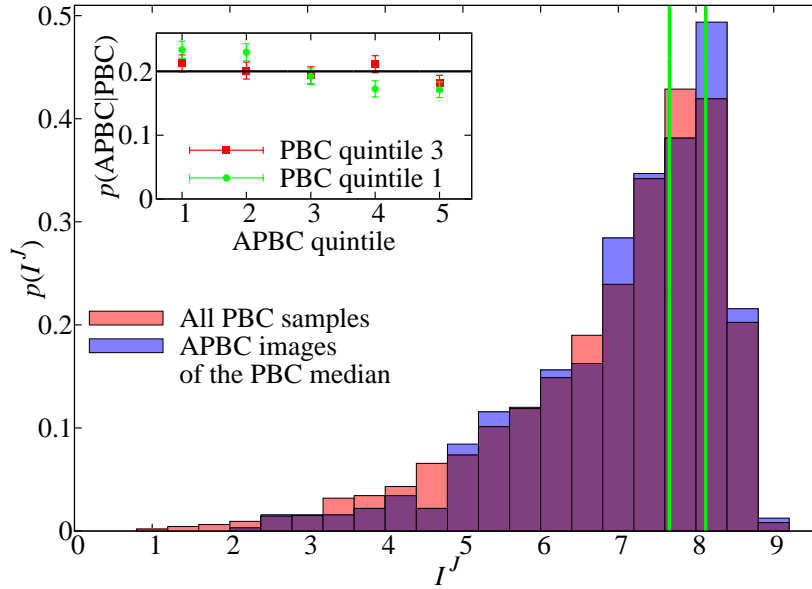 0.5
0.4
0.3
0.2
0.1
0
p(I^J)
0 1 2 3 4 5 6 7 8 9
I^J
p(APBC|PBC)
0.2
0.1
0
PBC quintile 3
PBC quintile 1
1 2 3 4 5
APBC quintile
All PBC samples
APBC images
of the PBC median